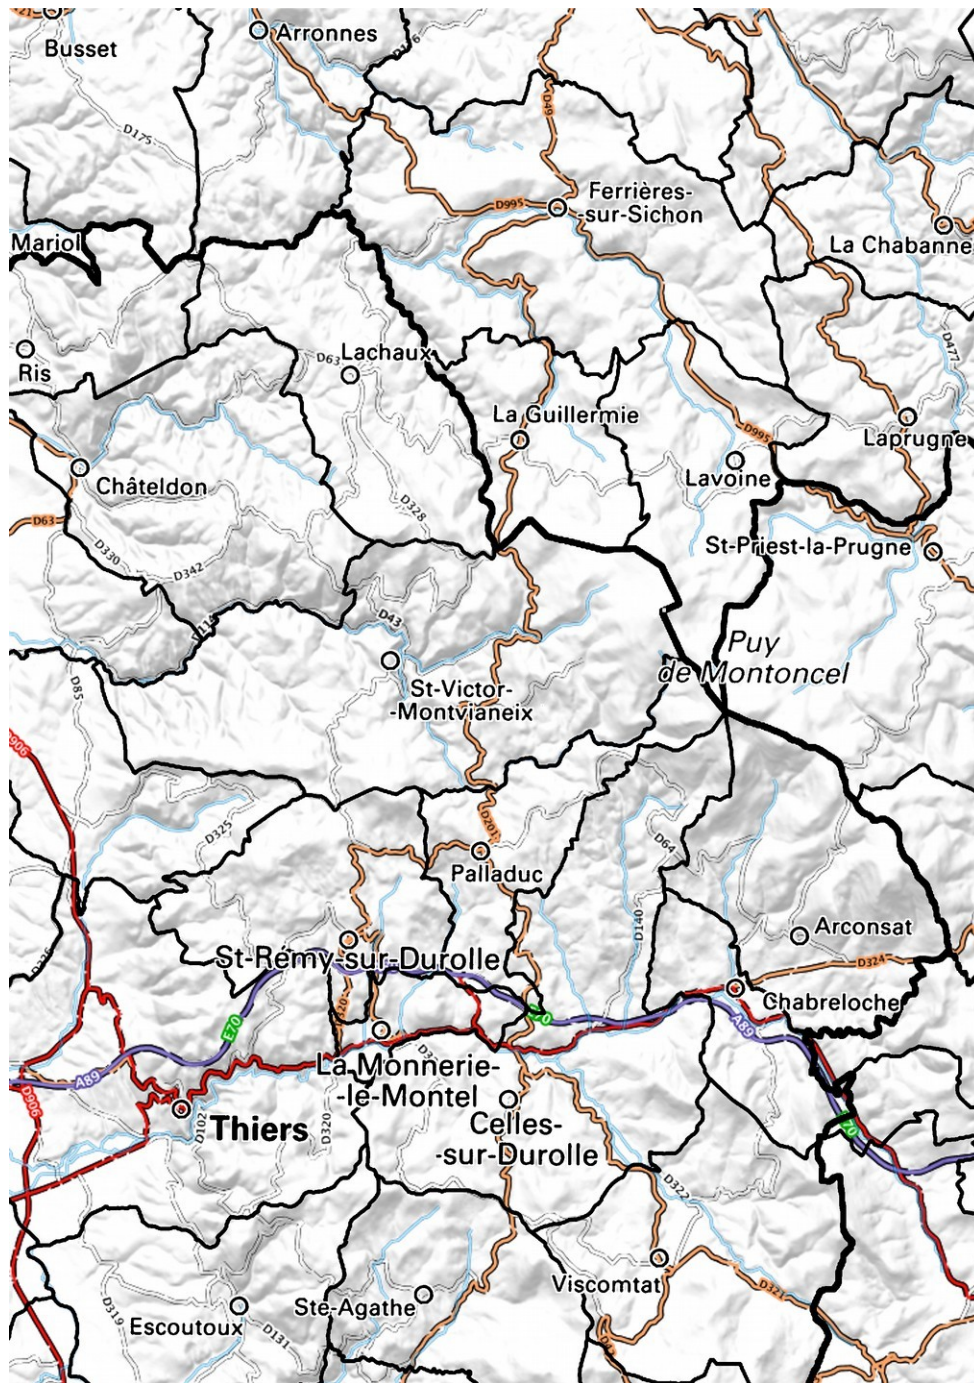 Busset
Arronnes
D175
D49
Ferrières-
-sur-Sichon
D995
La Chabanne
Mariol
D477
Ris
D63
Lachaux
La Guillermie
D995
Laprugne
Lavoine
Châteldon
D328
D63
D330
D342
St-Priest-la-Prugne
D43
Puy
de Montoncel
D85
St-Victor-
-Montvianeix
D906
D325
D201
D64
Palladuc
D140
Arconsat
St-Rémy-sur-Durolle
D324
Chabreloche
E70
A89
A89
La Monnerie-
-le-Montel
D906
Thiers
D102
D320
Celles-
-sur-Durolle
E70
D322
Viscomtat
D321
Ste-Agathe
D319
Escoutoux
D131